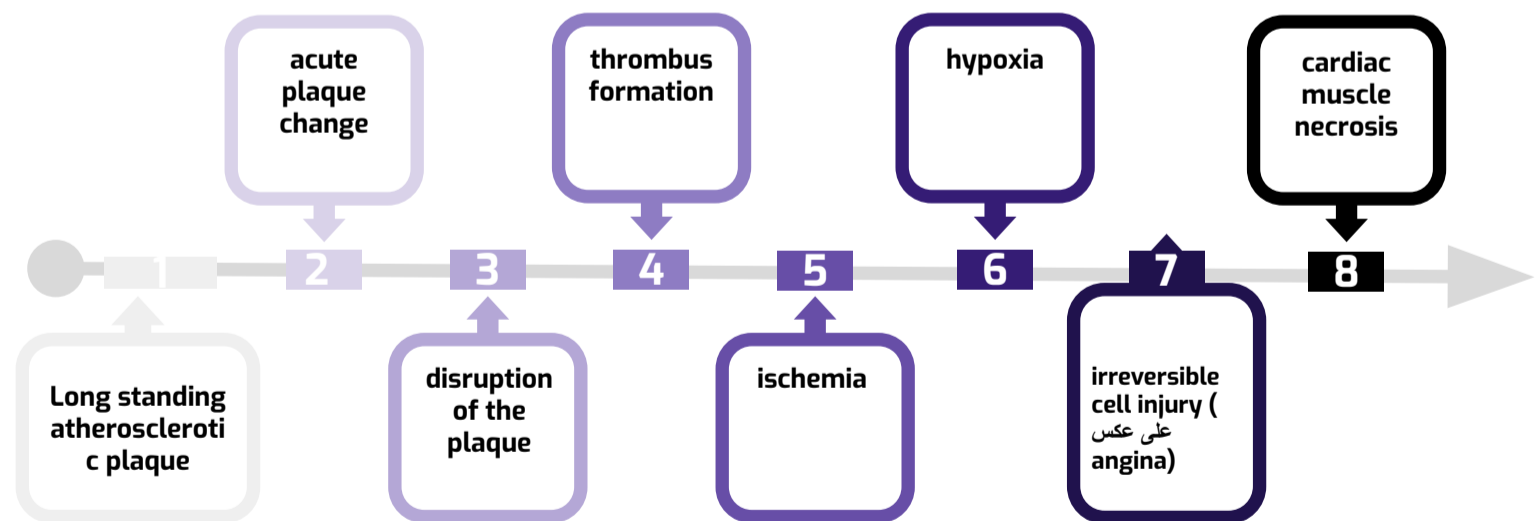 acute
plaque
change
thrombus
formation
hypoxia
cardiac
muscle
necrosis
1
2
3
4
5
6
7
8
Long standing
atheroscleroti
c plaque
disruption
of the
plaque
ischemia
irreversible
cell injury (
على عكس
angina)